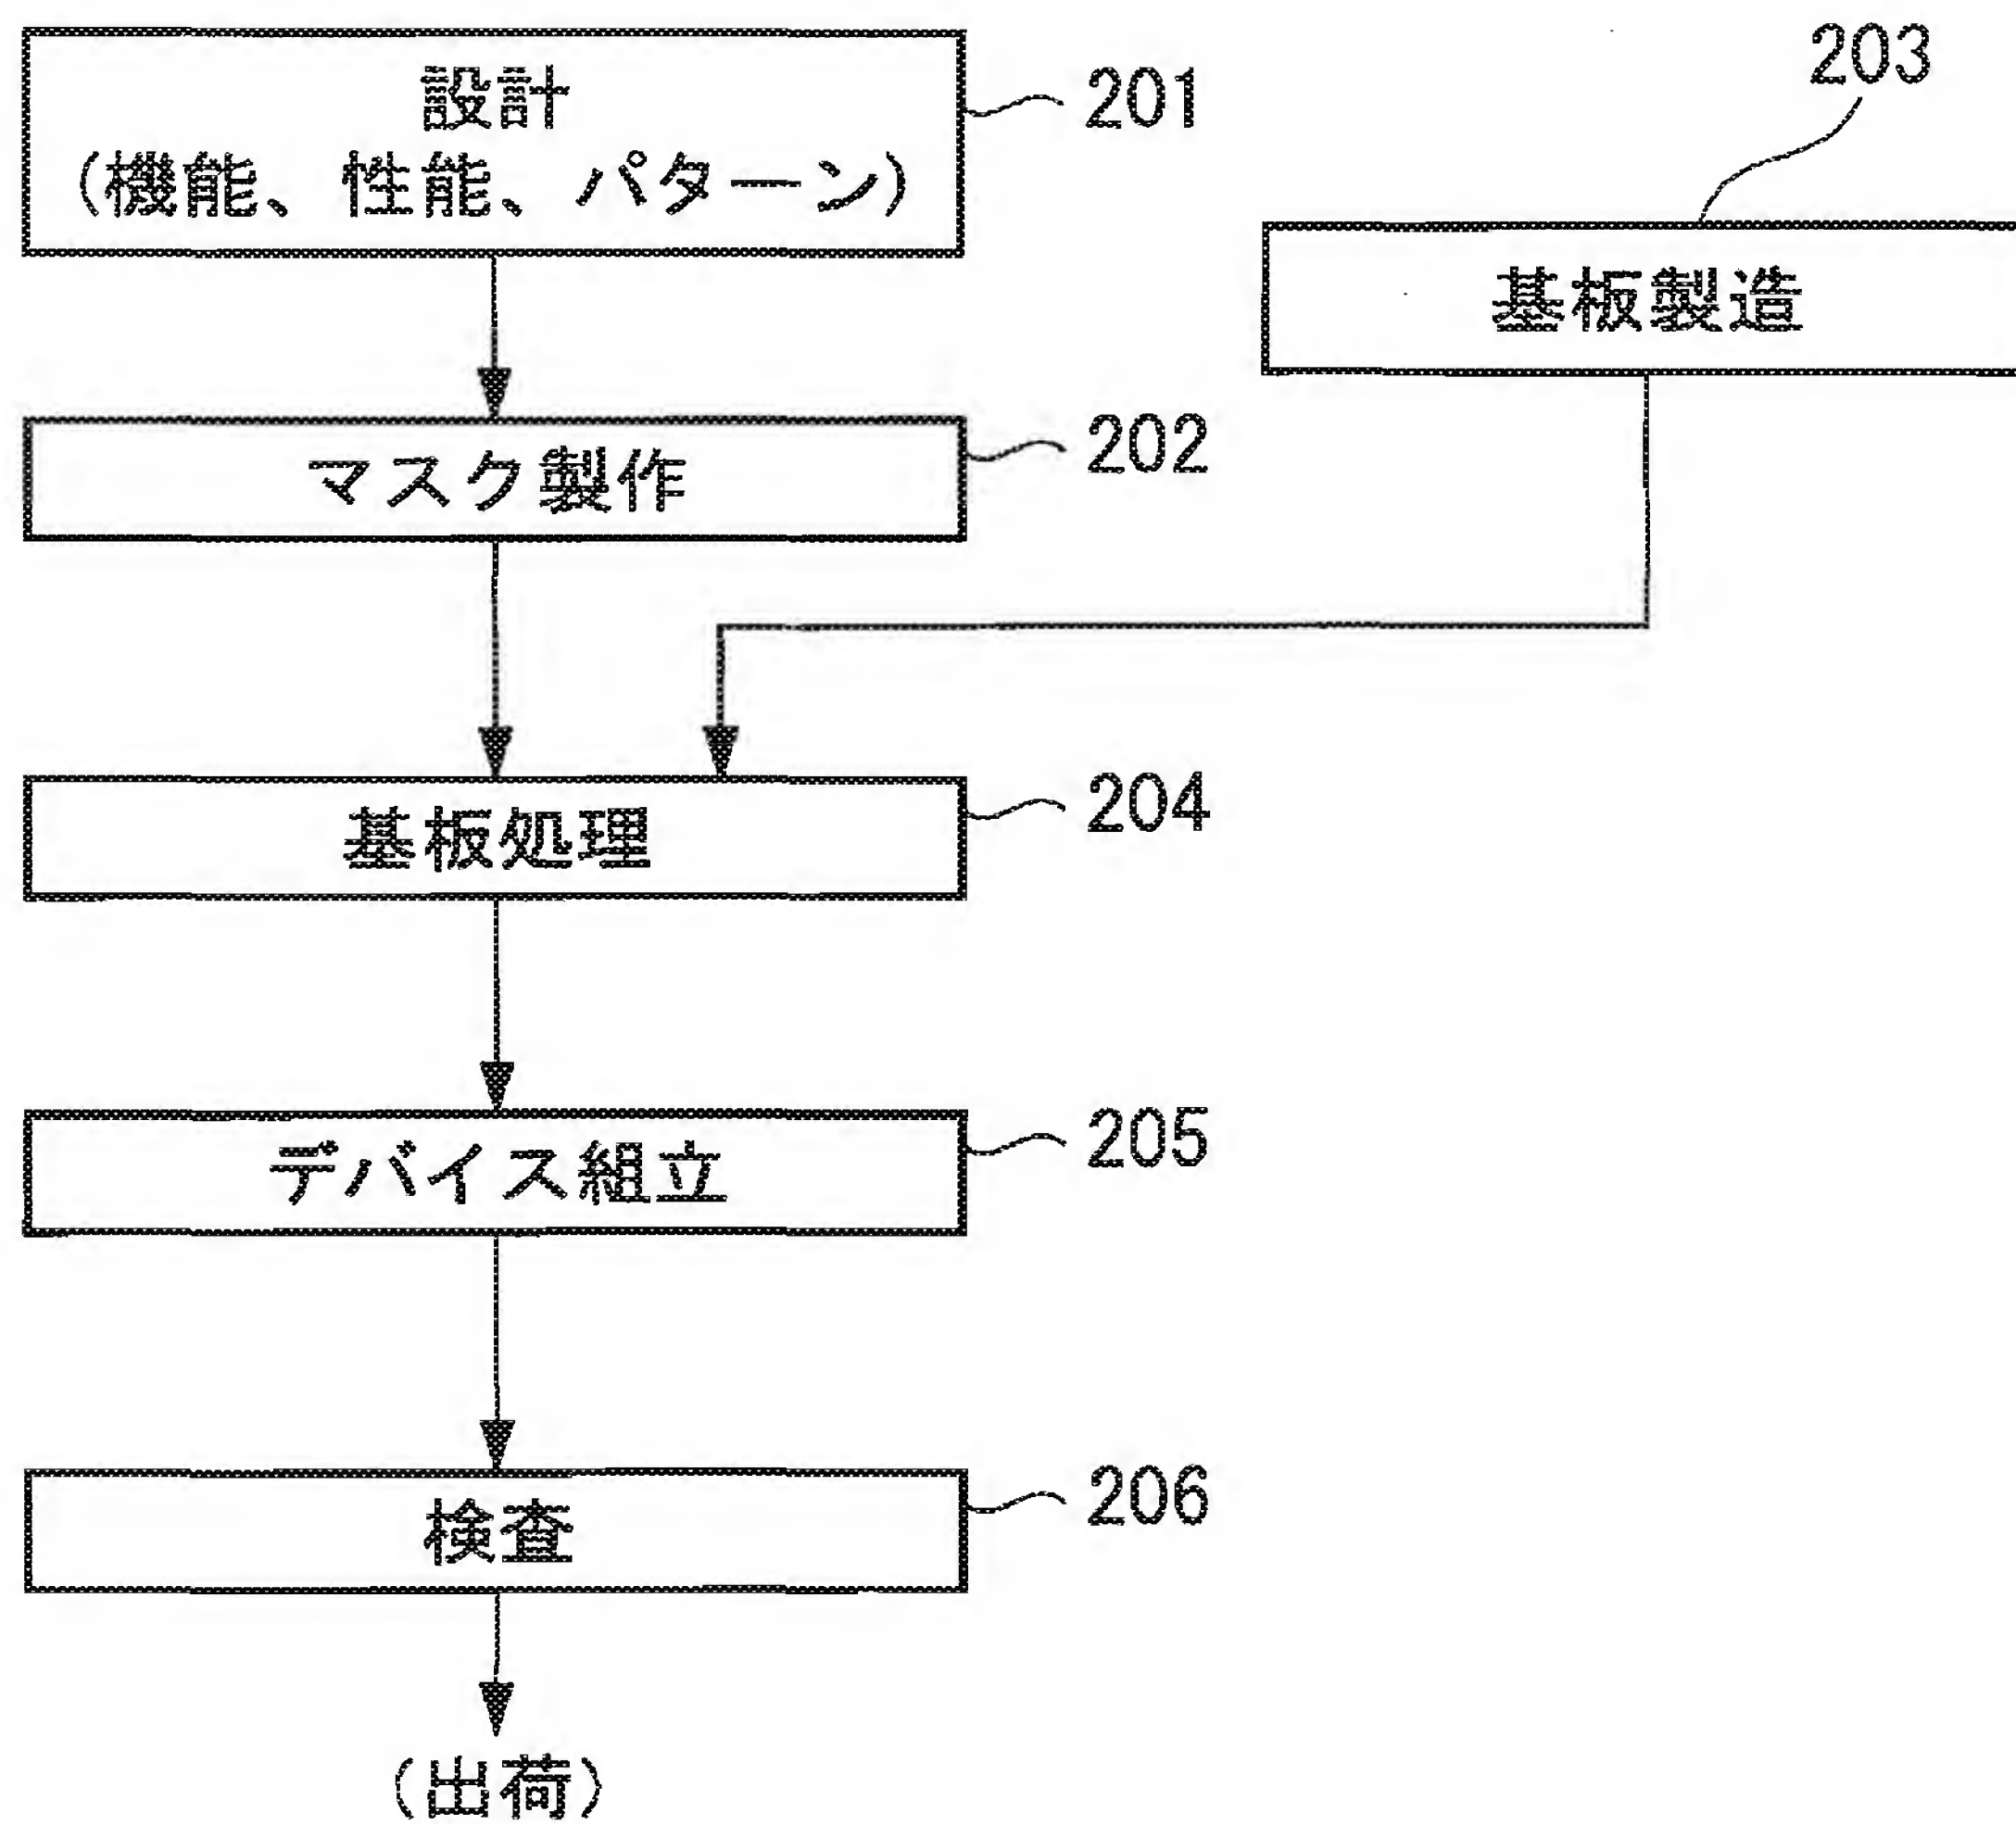 設計
(機能、性能、パターン)
201
203
基板製造
マスク製作
202
基板処理
204
デバイス組立
205
検査
206
(出荷)